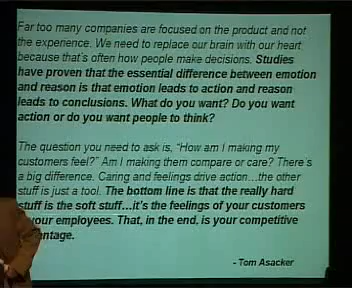 Far too many companies are focused on the product and not
the experience. We need to replace our brain with our heart
because that's often how people make decisions. Studies
have proven that the essential difference between emotion
and reason is that emotion leads to action and reason
leads to conclusions. What do you want? Do you want
action or do you want people to think?
The question you need to ask is, "How am I making my
customers feel?" Am I making them compare or care? There's
a big difference. Caring and feelings drive action...the other
stuff is just a tool. The bottom line is that the really hard
stuff is the soft stuff...it's the feelings of your customers
your employees. That, in the end, is your competitive
ntage.
- Tom Asacker